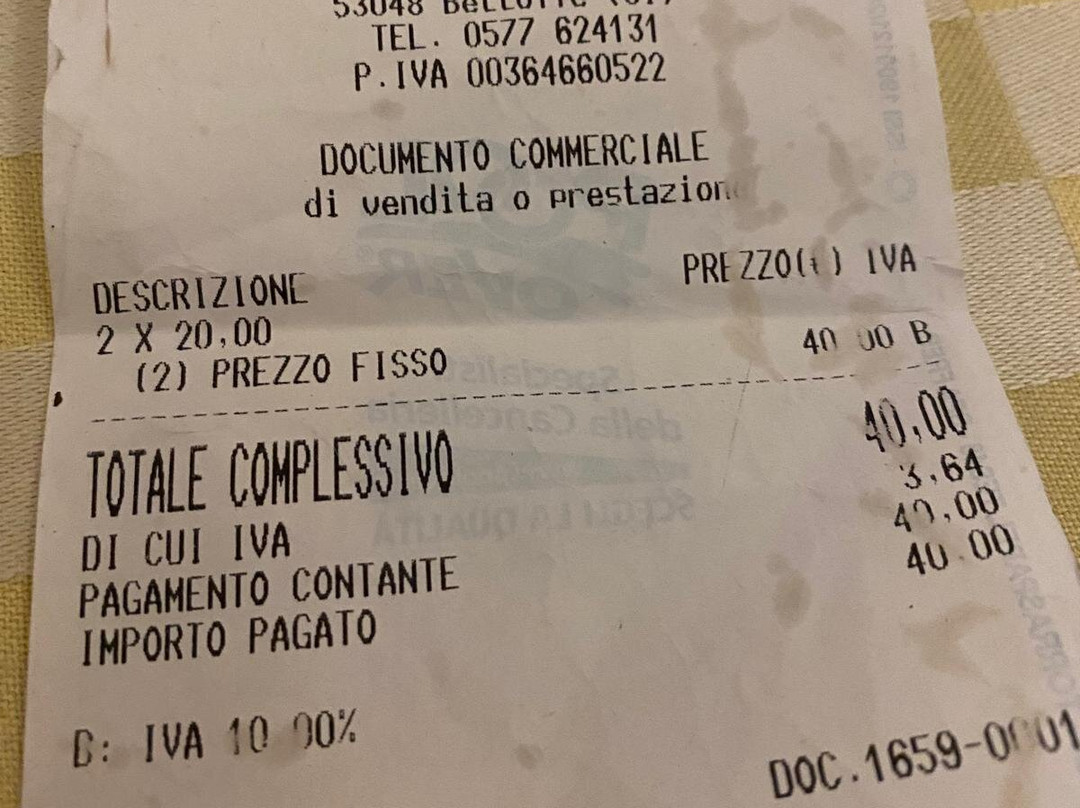 53048
TEL. 0577 624131
P.IVA 00364660522
DOCUMENTO COMMERCIALE
di vendita o prestazione
DESCRIZIONE PREZZO(€) IVA
2 X 20,00
(2) PREZZO FISSO 40,00 B
TOTALE COMPLESSIVO 40,00
DI CUI IVA 3,64
PAGAMENTO CONTANTE 40,00
IMPORTO PAGATO 40,00
B: IVA 10,00%
DOC.1659-0001